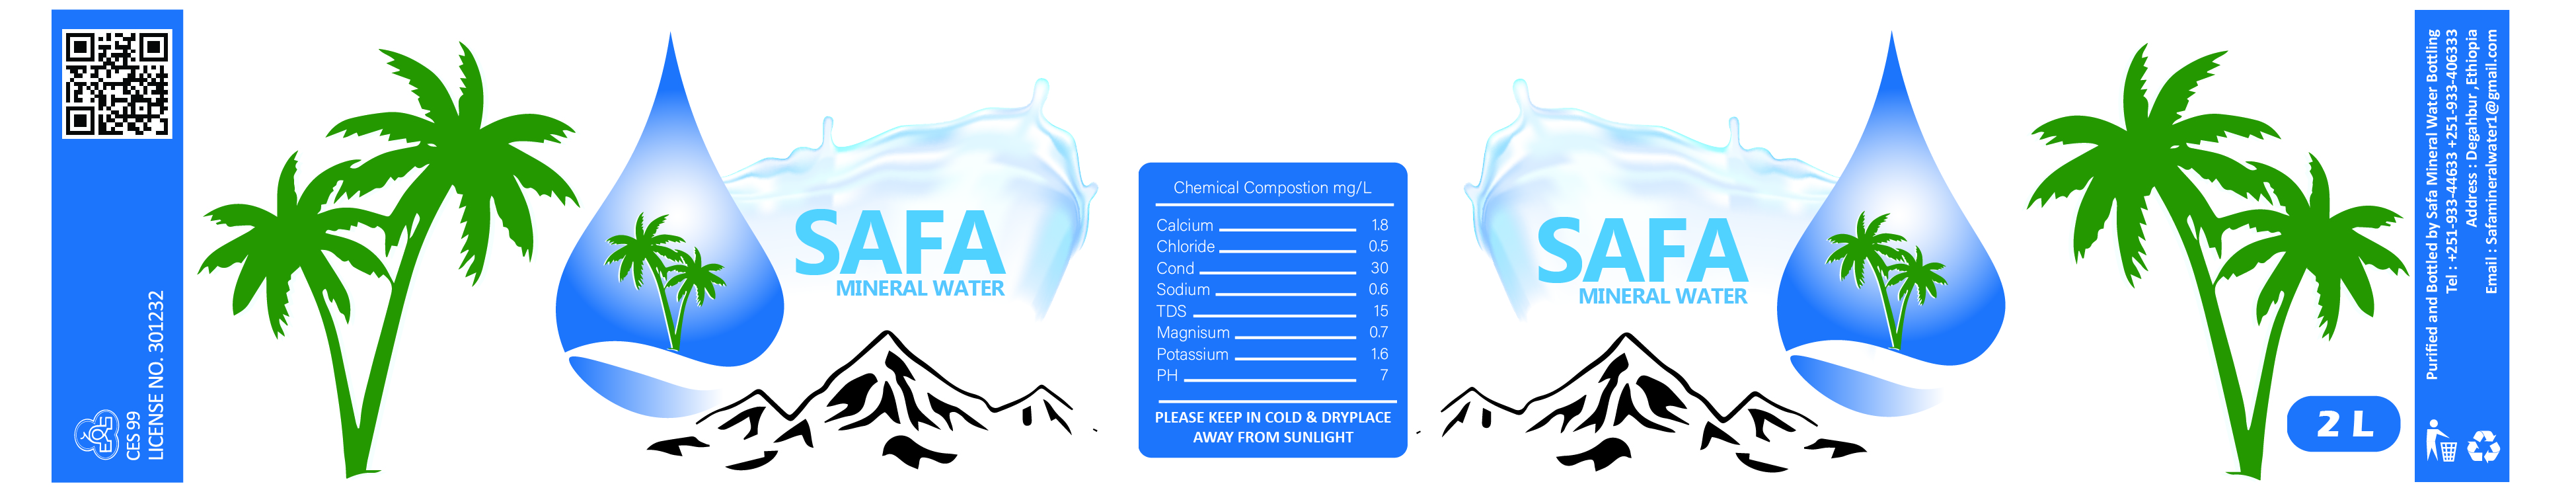 CES 99
LICENSE NO. 301232
SAFA
MINERAL WATER
Chemical Compostion mg/L
Calcium 1.8
Chloride 0.5
Cond 30
Sodium 0.6
TDS 15
Magnisum 0.7
Potassium 1.6
PH 7
PLEASE KEEP IN COLD & DRYPLACE
AWAY FROM SUNLIGHT
SAFA
MINERAL WATER
2 L
Purified and Bottled by Safa Mineral Water Bottling
Tel : +251-933-44633 +251-933-406333
Address : Degahbur ,Ethiopia
Email : Safamineralwater1@gmail.com